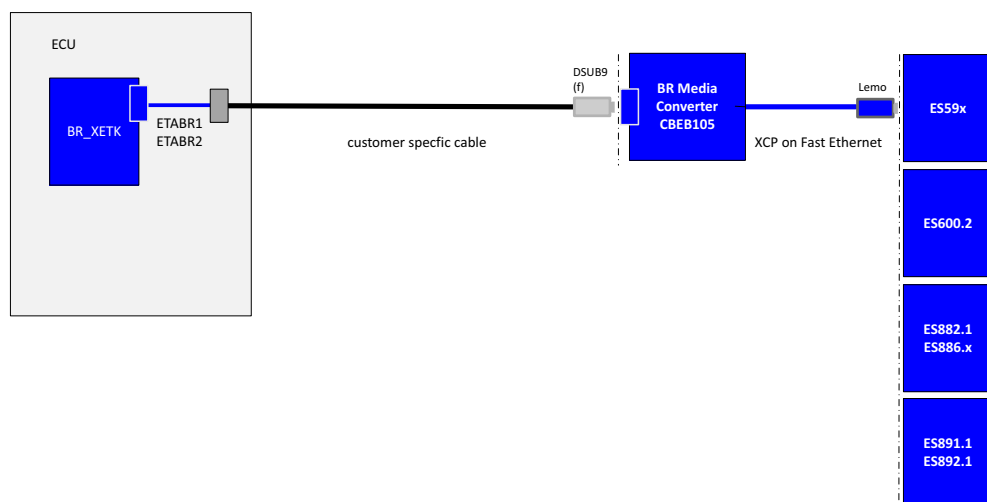 ECU
BR_XETK
ETABR1
ETABR2
customer specfic cable
DSUB9
(f)
BR Media
Converter
CBEB105
XCP on Fast Ethernet
Lemo
ES59x
ES600.2
ES882.1
ES886.x
ES891.1
ES892.1